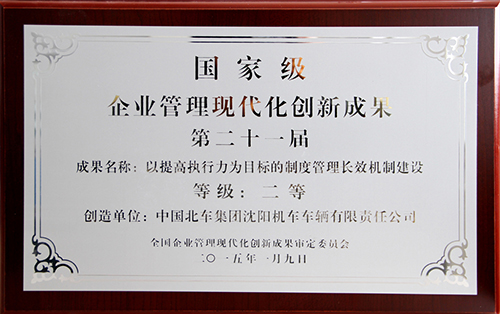 国家级
企业管理现代化创新成果
第二十一届
成果名称：以提高执行力为目标的制度管理长效机制建设
等级：二等
创造单位：中国北车集团沈阳机车车辆有限责任公司
全国企业管理现代化创新成果审定委员会
二〇一五年一月九日